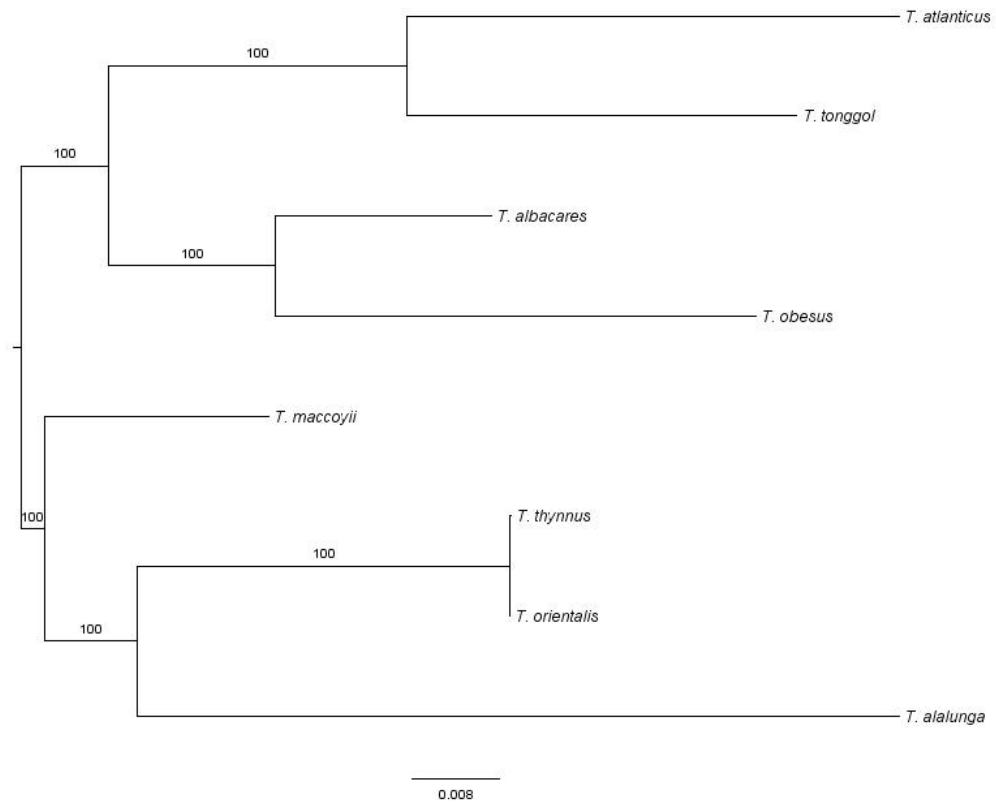 T. atlanticus
100
T. tonggol
100
T. albacares
100
T. obesus
T. maccoyii
100
T. thynnus
100
T. orientalis
100
T. alalunga
0.008